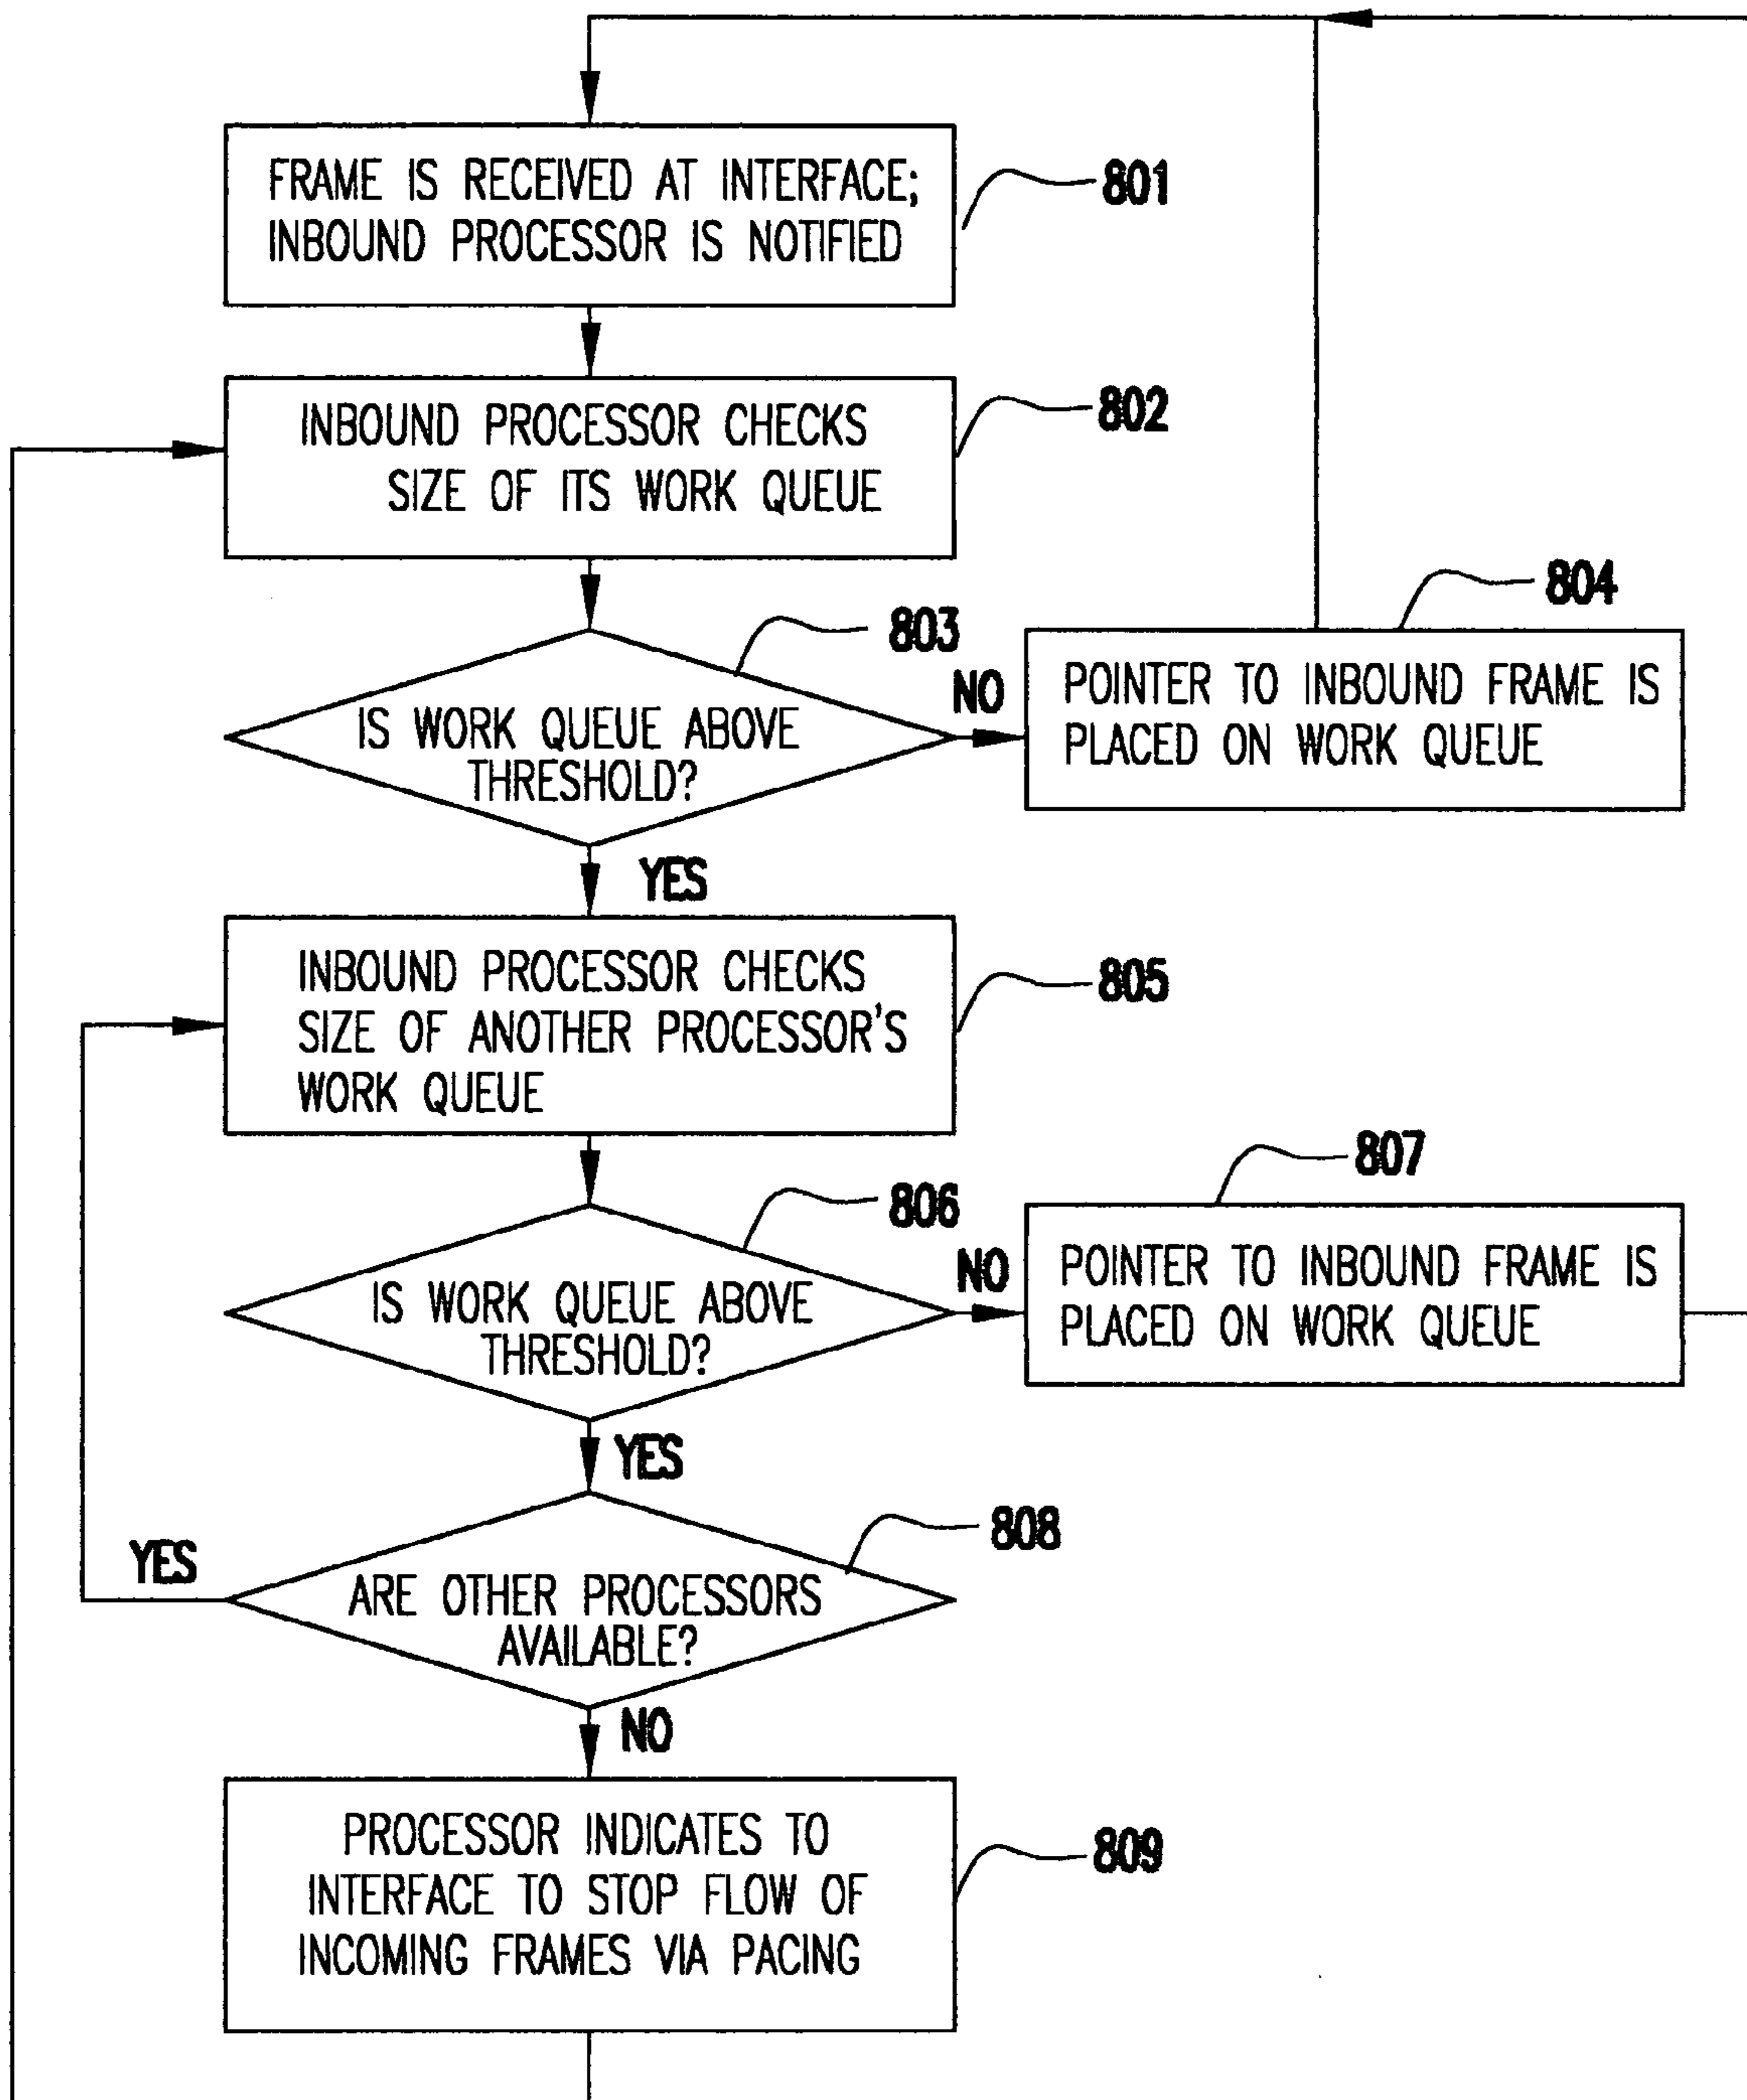 FRAME IS RECEIVED AT INTERFACE;
INBOUND PROCESSOR IS NOTIFIED
801
INBOUND PROCESSOR CHECKS
SIZE OF ITS WORK QUEUE
802
803
IS WORK QUEUE ABOVE
THRESHOLD?
NO
804
POINTER TO INBOUND FRAME IS
PLACED ON WORK QUEUE
YES
INBOUND PROCESSOR CHECKS
SIZE OF ANOTHER PROCESSOR'S
WORK QUEUE
805
806
IS WORK QUEUE ABOVE
THRESHOLD?
NO
807
POINTER TO INBOUND FRAME IS
PLACED ON WORK QUEUE
YES
808
ARE OTHER PROCESSORS
AVAILABLE?
YES
NO
PROCESSOR INDICATES TO
INTERFACE TO STOP FLOW OF
INCOMING FRAMES VIA PACING
809